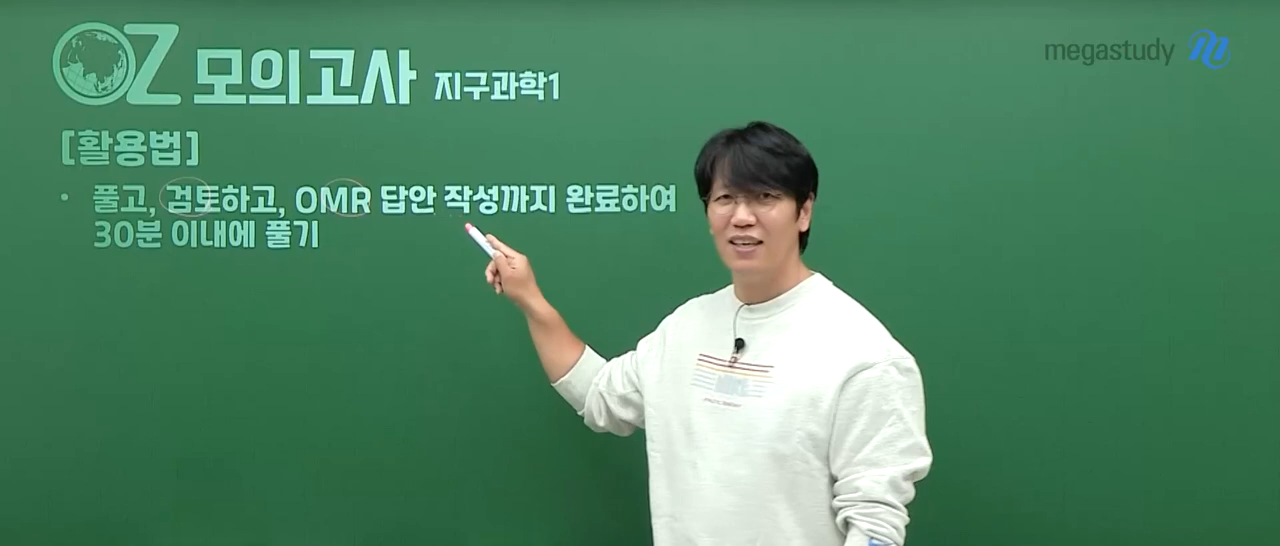 OZ 모의고사 지구과학1
megastudy
[활용법]
• 풀고, 검토하고, OMR 답안 작성까지 완료하여
30분 이내에 풀기